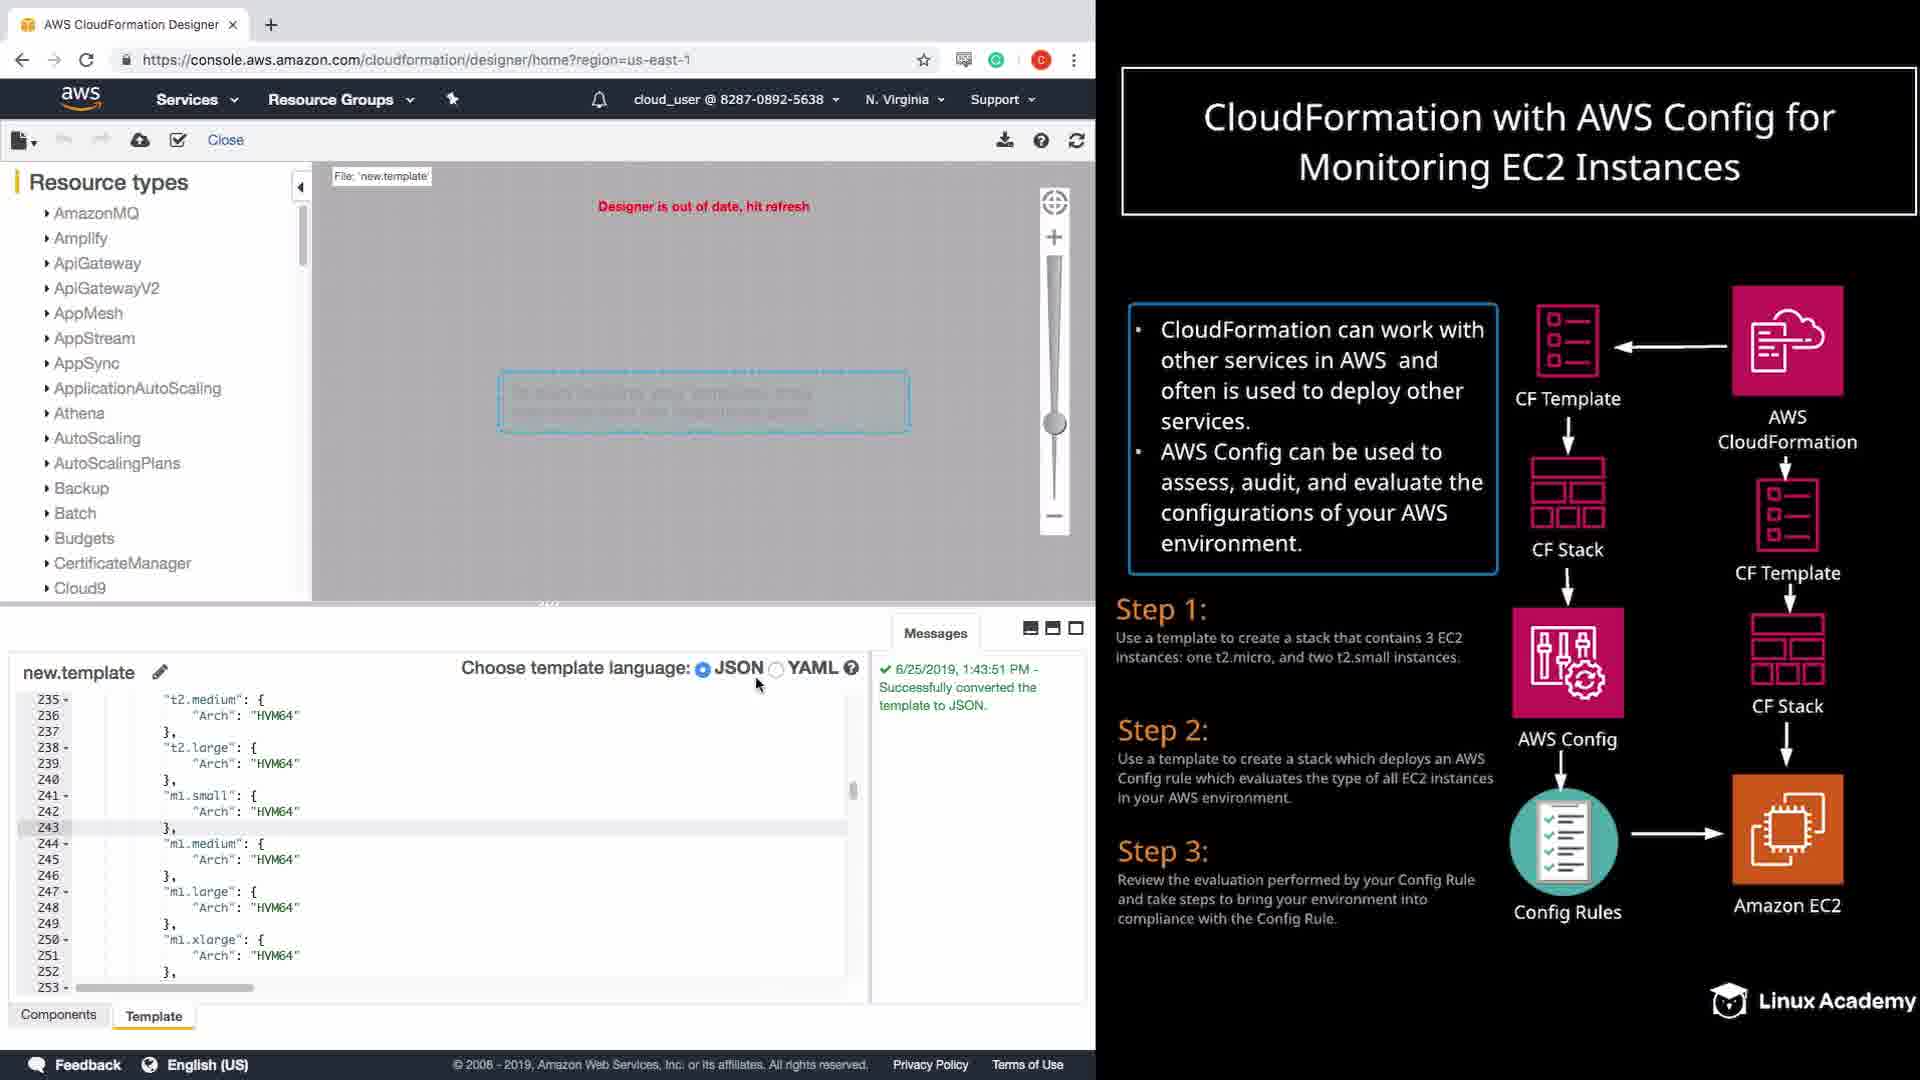 AWS CloudFormation Designer
https://console.aws.amazon.com/cloudformation/designer/home?region=us-east-1
C
aws
Services
Resource Groups
cloud_user @ 8287-0892-5638
N. Virginia
Support
Close
Resource types
AmazonMQ
Amplify
ApiGateway
ApiGatewayV2
AppMesh
AppStream
AppSync
ApplicationAutoScaling
Athena
AutoScaling
AutoScalingPlans
Backup
Batch
Budgets
CertificateManager
Cloud9
File: 'new.template'
Designer is out of date, hit refresh
Messages
new.template
Choose template language: JSON YAML
235 "t2.medium": {
236 "Arch": "HVM64"
237 },
238 "t2.large": {
239 "Arch": "HVM64"
240 },
241 "m1.small": {
242 "Arch": "HVM64"
243 },
244 "m1.medium": {
245 "Arch": "HVM64"
246 },
247 "m1.large": {
248 "Arch": "HVM64"
249 },
250 "m1.xlarge": {
251 "Arch": "HVM64"
252 },
253
6/25/2019, 1:43:51 PM -
Successfully converted the
template to JSON.
Components
Template
Feedback
English (US)
© 2008 - 2019, Amazon Web Services, Inc. or its affiliates. All rights reserved.
Privacy Policy
Terms of Use
CloudFormation with AWS Config for
Monitoring EC2 Instances
• CloudFormation can work with
other services in AWS and
often is used to deploy other
services.
• AWS Config can be used to
assess, audit, and evaluate the
configurations of your AWS
environment.
Step 1:
Use a template to create a stack that contains 3 EC2
instances: one t2.micro, and two t2.small instances.
Step 2:
Use a template to create a stack which deploys an AWS
Config rule which evaluates the type of all EC2 instances
in your AWS environment.
Step 3:
Review the evaluation performed by your Config Rule
and take steps to bring your environment into
compliance with the Config Rule.
CF Template
CF Stack
AWS Config
Config Rules
AWS
CloudFormation
CF Template
CF Stack
Amazon EC2
Linux Academy